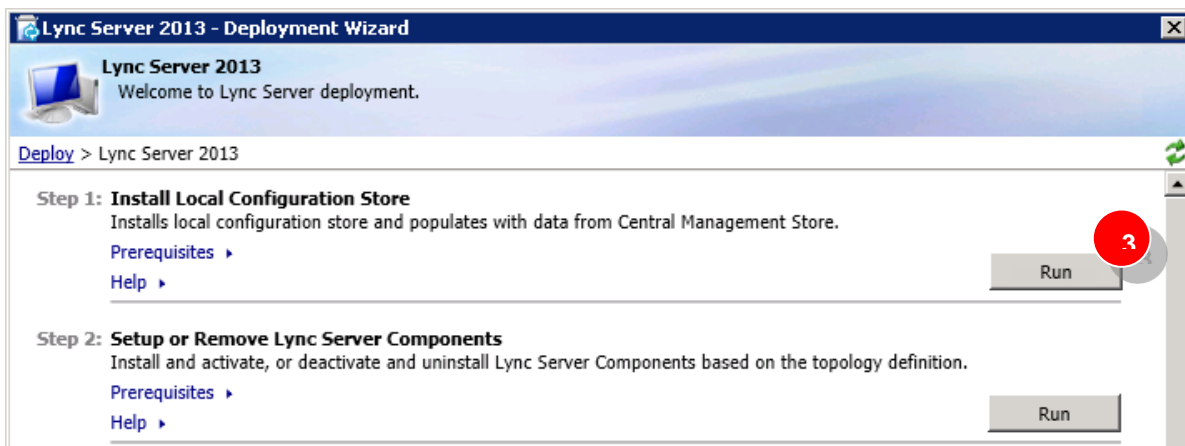 Lync Server 2013 - Deployment Wizard
Lync Server 2013
Welcome to Lync Server deployment.
Deploy > Lync Server 2013
Step 1: Install Local Configuration Store
Installs local configuration store and populates with data from Central Management Store.
Prerequisites
3
Help
Run
Step 2: Setup or Remove Lync Server Components
Install and activate, or deactivate and uninstall Lync Server Components based on the topology definition.
Prerequisites
Help
Run